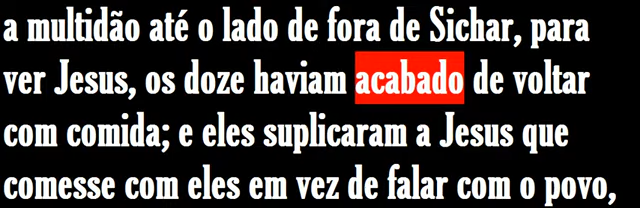 a multidão até o lado de fora de Sichar, para
ver Jesus, os doze haviam acabado de voltar
com comida; e eles suplicaram a Jesus que
comesse com eles em vez de falar com o povo,